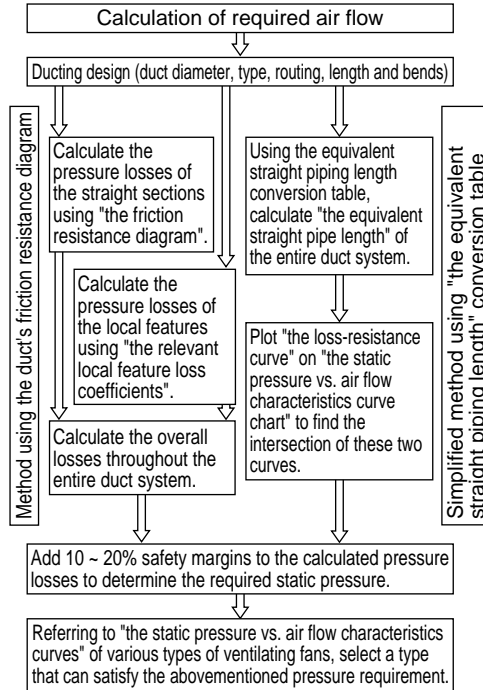 Calculation of required air flow
Ducting design (duct diameter, type, routing, length and bends)
Method using the duct's friction resistance diagram
Calculate the
pressure losses of
the straight sections
using "the friction
resistance diagram".
Calculate the
pressure losses of
the local features
using "the relevant
local feature loss
coefficients".
Calculate the overall
losses throughout the
entire duct system.
Using the equivalent
straight piping length
conversion table,
calculate "the equivalent
straight pipe length" of
the entire duct system.
Plot "the loss-resistance
curve" on "the static
pressure vs. air flow
characteristics curve
chart" to find the
intersection of these two
curves.
Simplified method using "the equivalent
straight piping length" conversion table
Add 10 ~ 20% safety margins to the calculated pressure
losses to determine the required static pressure.
Referring to "the static pressure vs. air flow characteristics
curves" of various types of ventilating fans, select a type
that can satisfy the abovementioned pressure requirement.